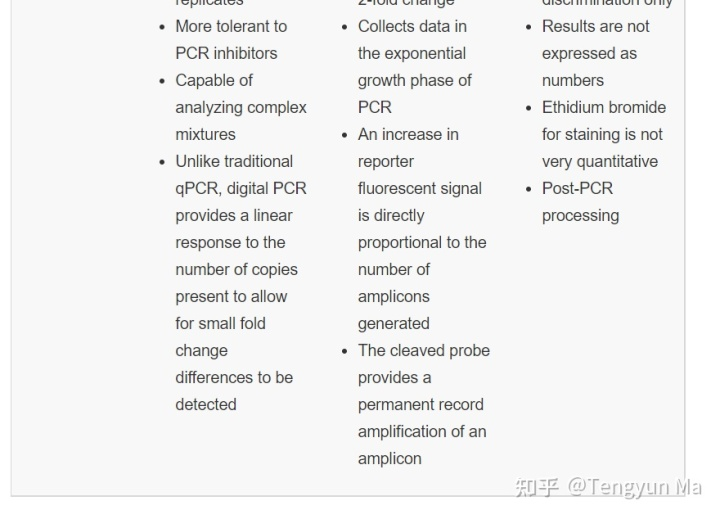 replicates
• More tolerant to
PCR inhibitors
• Capable of
analyzing complex
mixtures
• Unlike traditional
qPCR, digital PCR
provides a linear
response to the
number of copies
present to allow
for small fold
change
differences to be
detected
2-fold change
• Collects data in
the exponential
growth phase of
PCR
• An increase in
reporter
fluorescent signal
is directly
proportional to the
number of
amplicons
generated
• The cleaved probe
provides a
permanent record
amplification of an
amplicon
discrimination only
• Results are not
expressed as
numbers
• Ethidium bromide
for staining is not
very quantitative
• Post-PCR
processing
知乎 @Tengyun Ma